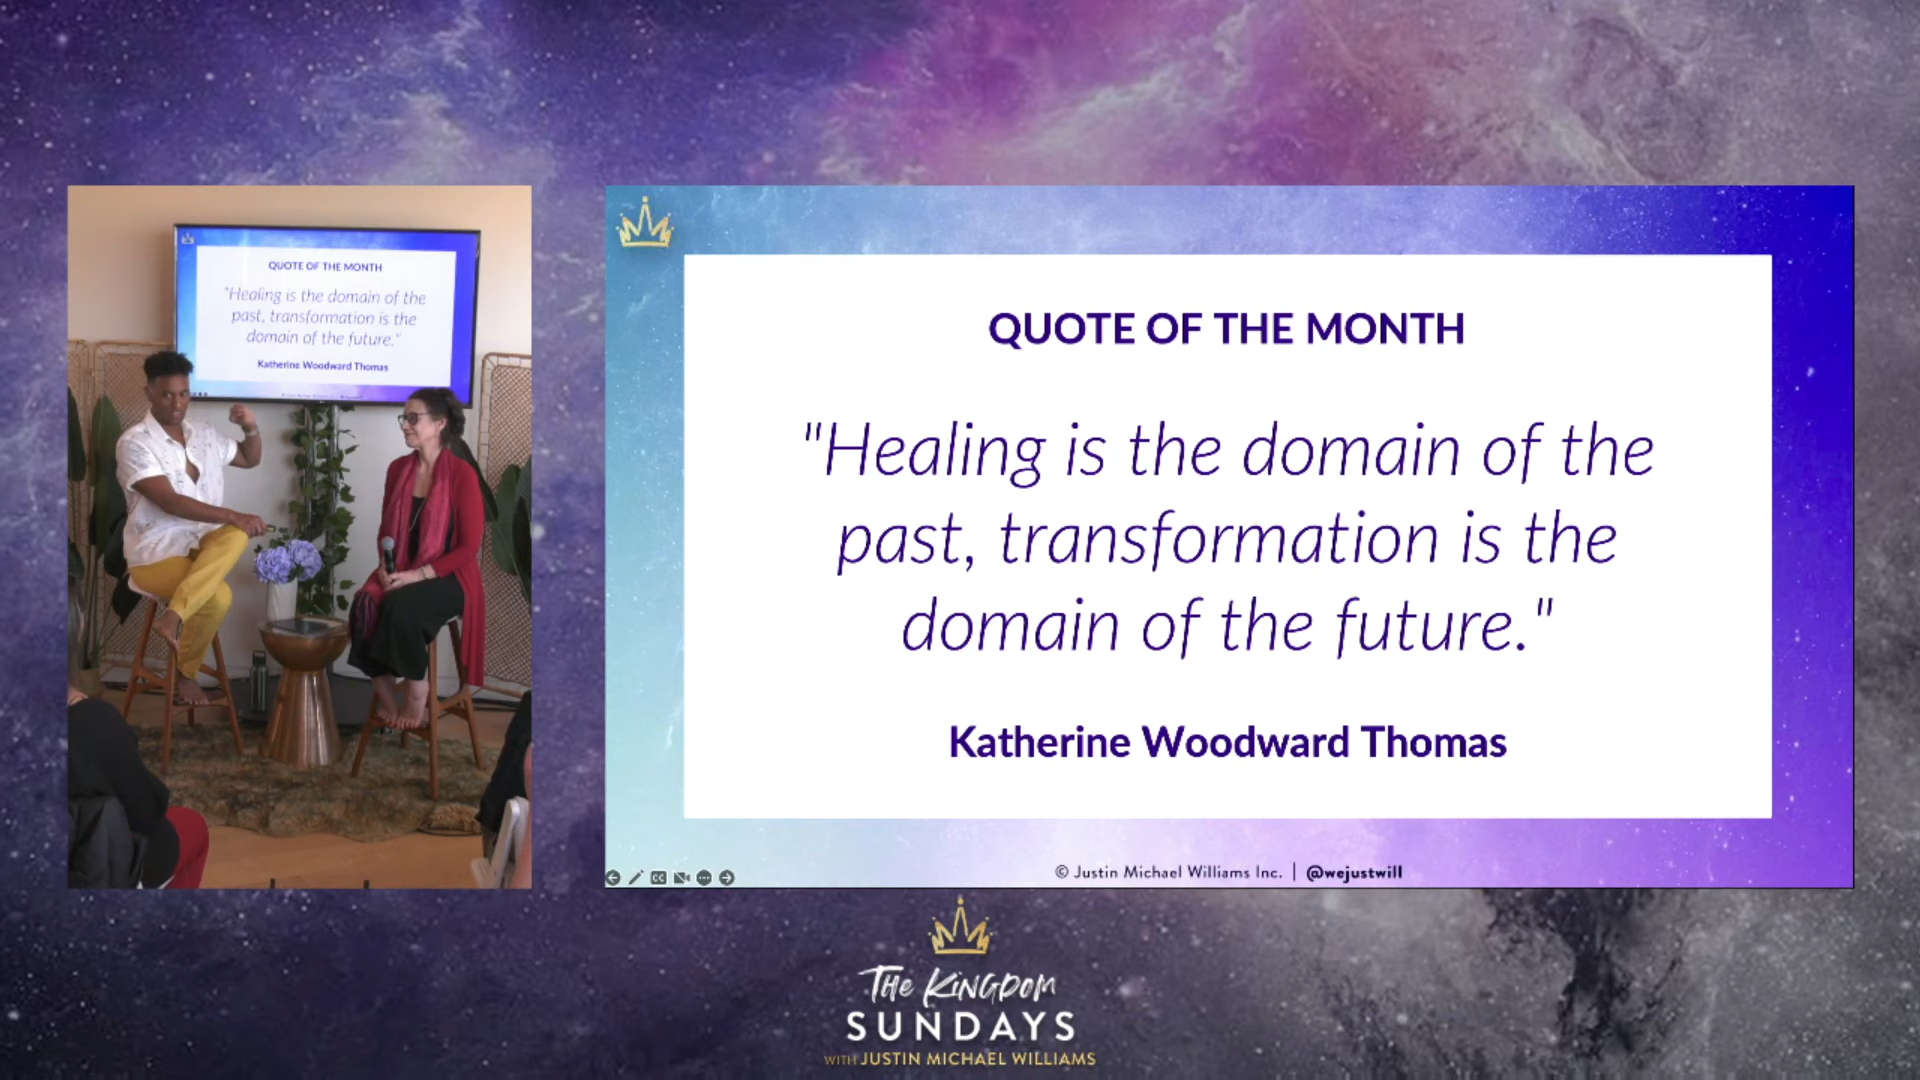 QUOTE OF THE MONTH
"Healing is the domain of the
past, transformation is the
domain of the future."
Katherine Woodward Thomas
QUOTE OF THE MONTH
"Healing is the domain of the
past, transformation is the
domain of the future."
Katherine Woodward Thomas
CC
© Justin Michael Williams Inc. | @wejustwill
THe KiNGDOM
SUNDAYS
WITH JUSTIN MICHAEL WILLIAMS